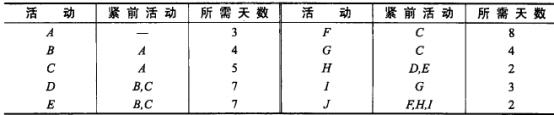 活 动 紧前活动 所需天数 活 动 紧前活动 所需天数
A — 3 F C 8
B A 4 G C 4
C A 5 H D,E 2
D B,C 7 I G 3
E B,C 7 J F,H,I 2